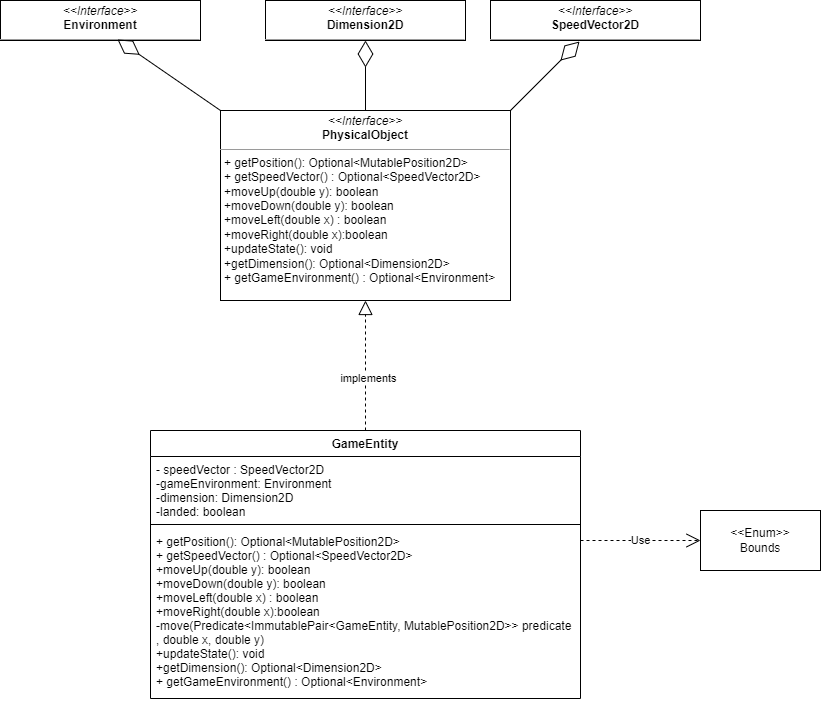 <<Interface>>
Environment
<<Interface>>
Dimension2D
<<Interface>>
SpeedVector2D
<<Interface>>
PhysicalObject
+ getPosition(): Optional<MutablePosition2D>
+ getSpeedVector() : Optional<SpeedVector2D>
+moveUp(double y): boolean
+moveDown(double y): boolean
+moveLeft(double x) : boolean
+moveRight(double x):boolean
+updateState(): void
+getDimension(): Optional<Dimension2D>
+ getGameEnvironment() : Optional<Environment>
implements
GameEntity
- speedVector : SpeedVector2D
-gameEnvironment: Environment
-dimension: Dimension2D
-landed: boolean
+ getPosition(): Optional<MutablePosition2D>
+ getSpeedVector() : Optional<SpeedVector2D>
+moveUp(double y): boolean
+moveDown(double y): boolean
+moveLeft(double x) : boolean
+moveRight(double x):boolean
-move(Predicate<ImmutablePair<GameEntity, MutablePosition2D>> predicate
, double x, double y)
+updateState(): void
+getDimension(): Optional<Dimension2D>
+ getGameEnvironment() : Optional<Environment>
Use
<<Enum>>
Bounds